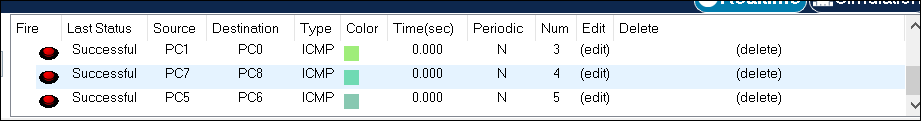 Realtime
Simulation
Fire Last Status Source Destination Type Color Time(sec) Periodic Num Edit Delete
Successful PC1 PC0 ICMP 0.000 N 3 (edit) (delete)
Successful PC7 PC8 ICMP 0.000 N 4 (edit) (delete)
Successful PC5 PC6 ICMP 0.000 N 5 (edit) (delete)